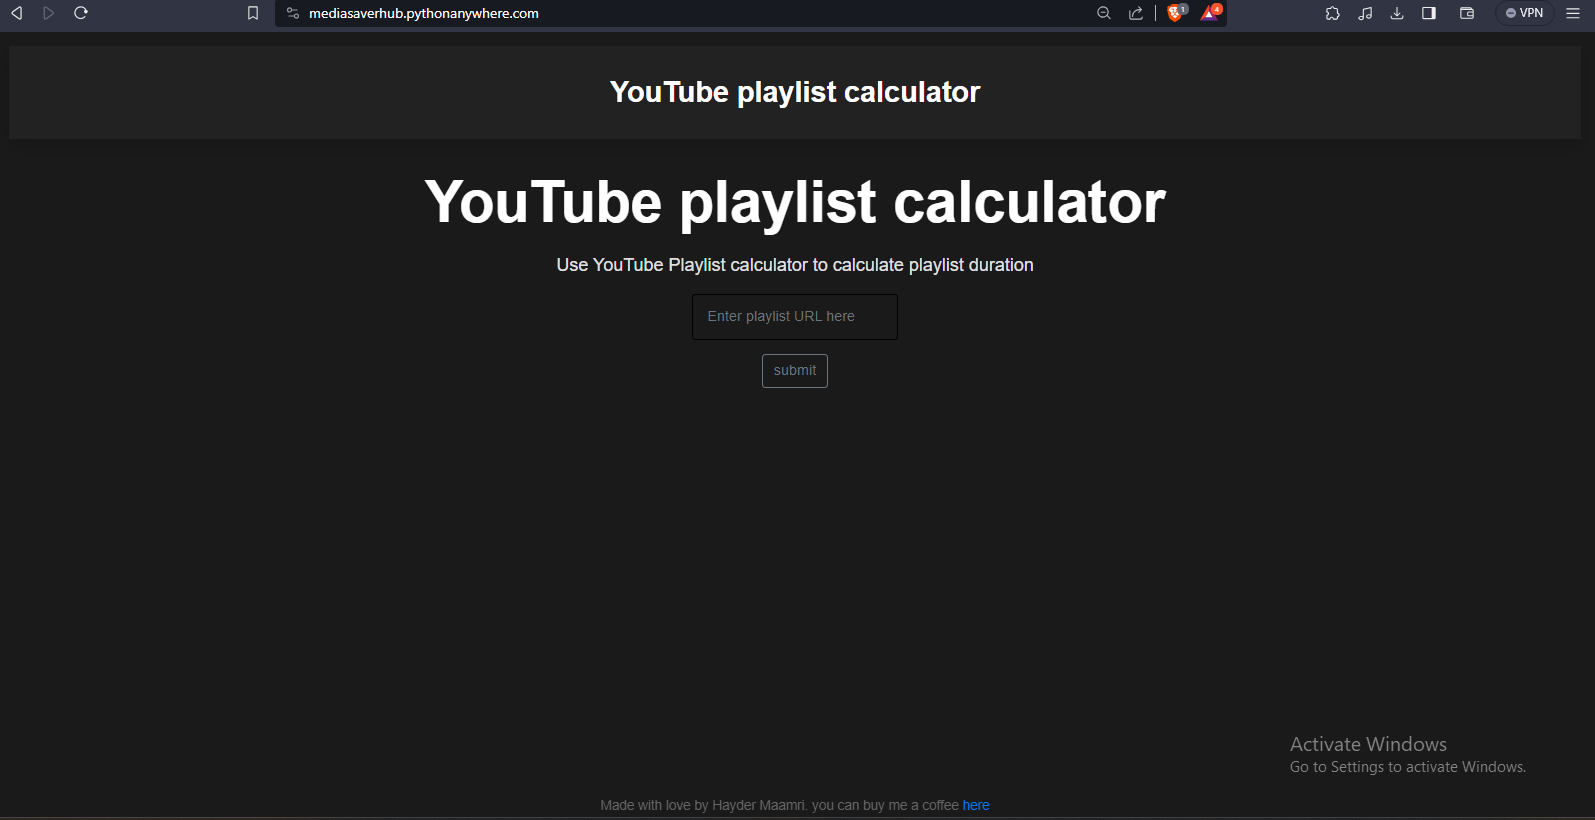 mediasaverhub.pythonanywhere.com
1
4
VPN
YouTube playlist calculator
YouTube playlist calculator
Use YouTube Playlist calculator to calculate playlist duration
Enter playlist URL here
submit
Activate Windows
Go to Settings to activate Windows.
Made with love by Hayder Maamri. you can buy me a coffee here